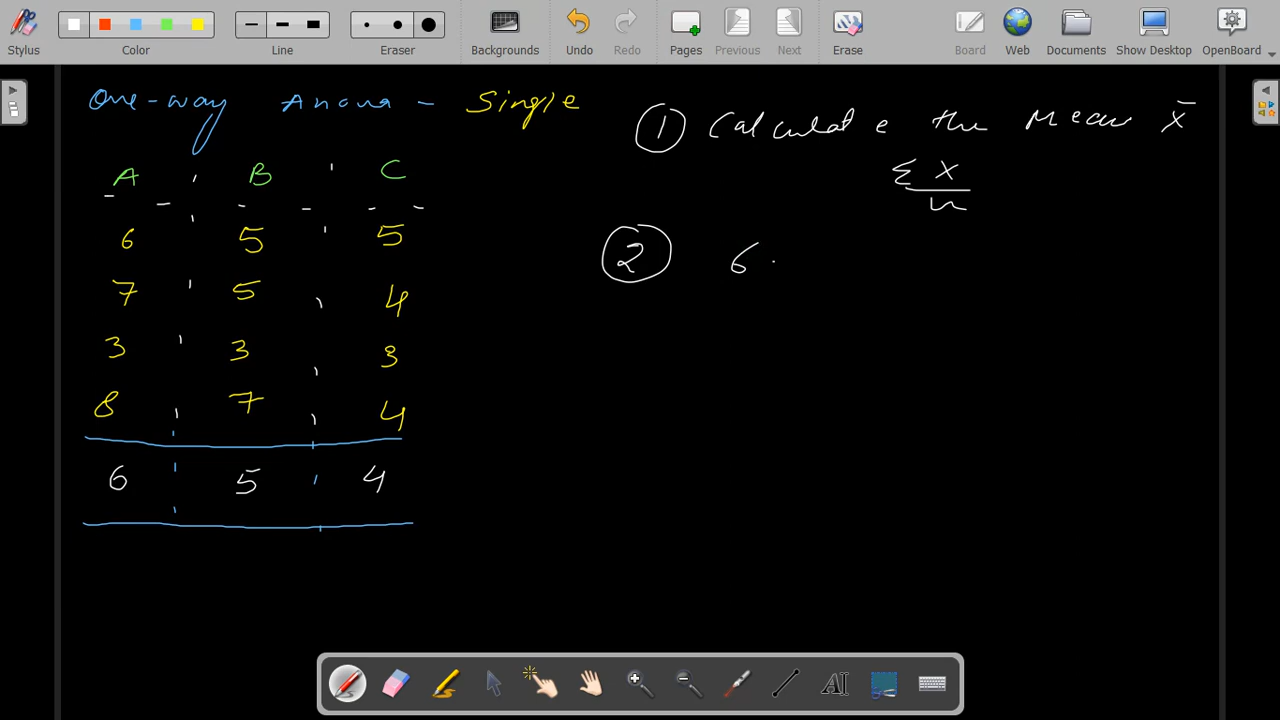 Stylus Color Line Eraser Backgrounds Undo Redo Pages Previous Next Erase Board Web Documents Show Desktop OpenBoard
One-way Anova - Single
① Calculate the Mean x̄
Σ x
n
A B C
6 5 5
② 6
7 5 4
3 3 3
8 7 4
6 5 4